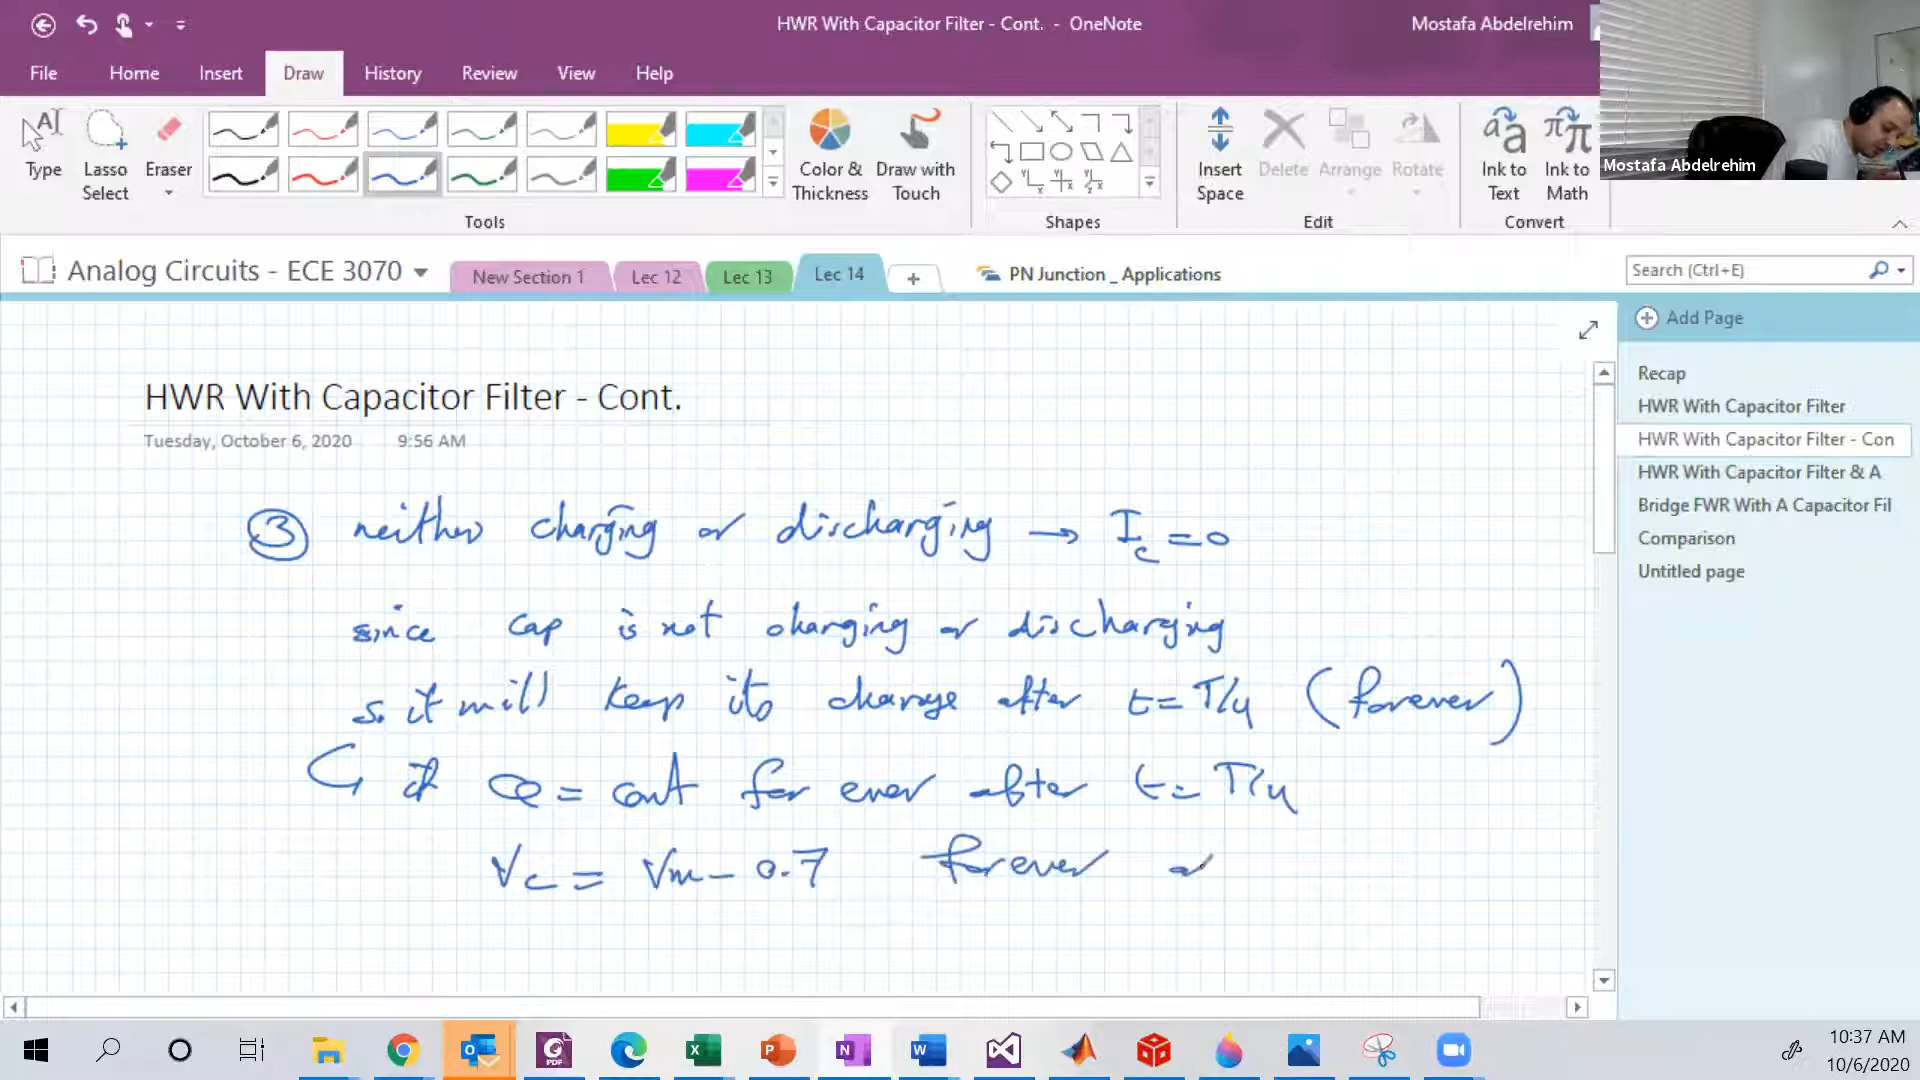 HWR With Capacitor Filter - Cont. - OneNote
Mostafa Abdelrehim
File Home Insert Draw History Review View Help
Type
Lasso Select
Eraser
Color & Thickness
Draw with Touch
Insert Space
Delete
Arrange
Rotate
Ink to Text
Ink to Math
Mostafa Abdelrehim
Tools
Shapes
Edit
Convert
Analog Circuits - ECE 3070
New Section 1
Lec 12
Lec 13
Lec 14
PN Junction _ Applications
Search (Ctrl+E)
Add Page
Recap
HWR With Capacitor Filter
HWR With Capacitor Filter - Con
HWR With Capacitor Filter & A
Bridge FWR With A Capacitor Fil
Comparison
Untitled page
HWR With Capacitor Filter - Cont.
Tuesday, October 6, 2020 9:56 AM
③ neither charging or discharging → Ic = 0
since cap is not charging or discharging
so it will keep its charge after t = T/4 (forever)
if Q = cont for ever after t = T/4
Vc = Vm - 0.7 forever
10:37 AM
10/6/2020